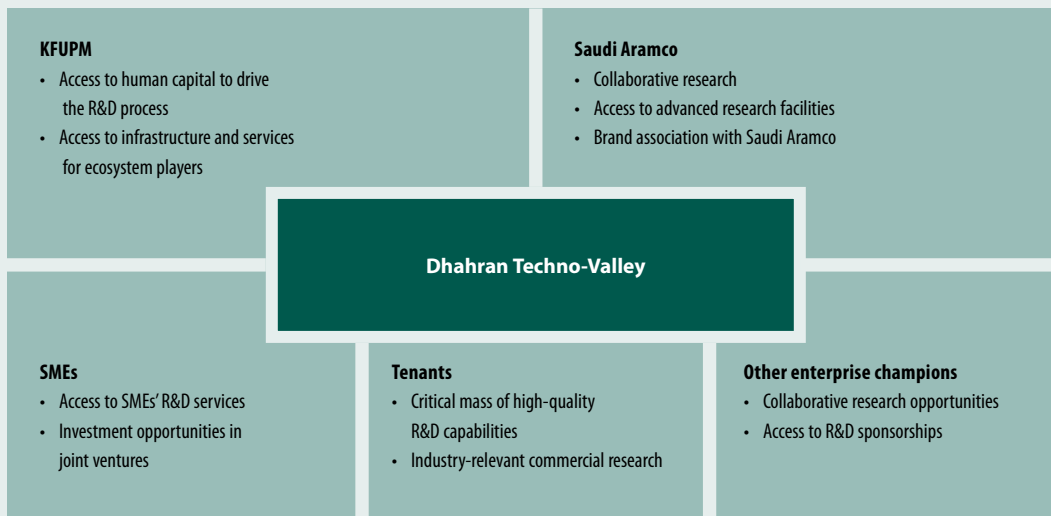 KFUPM
• Access to human capital to drive
the R&D process
• Access to infrastructure and services
for ecosystem players
Saudi Aramco
• Collaborative research
• Access to advanced research facilities
• Brand association with Saudi Aramco
Dhahran Techno-Valley
SMEs
• Access to SMEs’ R&D services
• Investment opportunities in
joint ventures
Tenants
• Critical mass of high-quality
R&D capabilities
• Industry-relevant commercial research
Other enterprise champions
• Collaborative research opportunities
• Access to R&D sponsorships